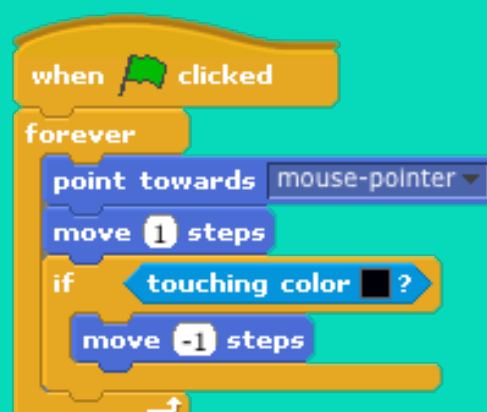 when clicked
forever
point towards mouse-pointer
move 1 steps
if touching color ?
move -1 steps